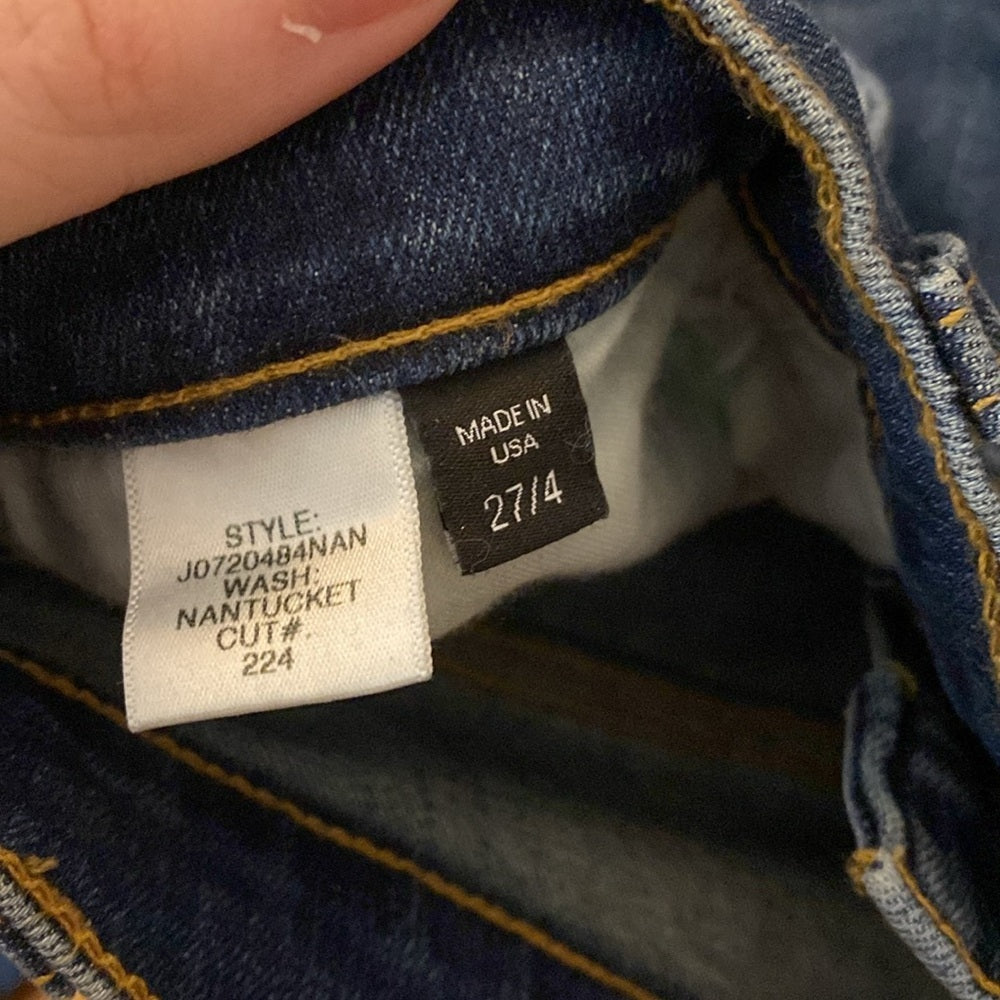 STYLE:
J0720484NAN
WASH:
NANTUCKET
CUT#.
224
MADE IN
USA
27/4